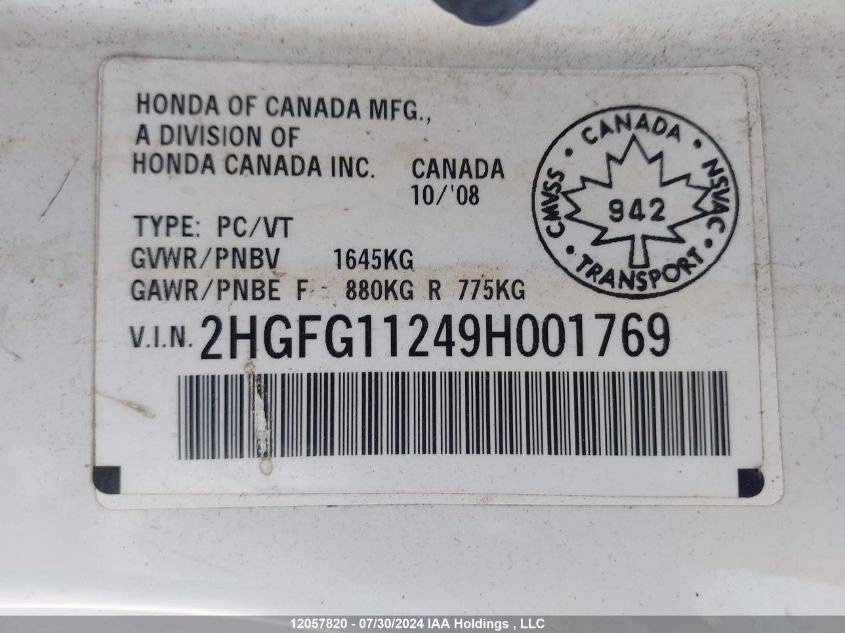 HONDA OF CANADA MFG.,
A DIVISION OF
HONDA CANADA INC. CANADA
10/'08
TYPE: PC/VT
GVWR/PNBV 1645KG
GAWR/PNBE F 880KG R 775KG
V.I.N. 2HGFG11249H001769
• CANADA •
CMVSS
942
NSVAC
• TRANSPORT •
12057820 - 07/30/2024 IAA Holdings , LLC